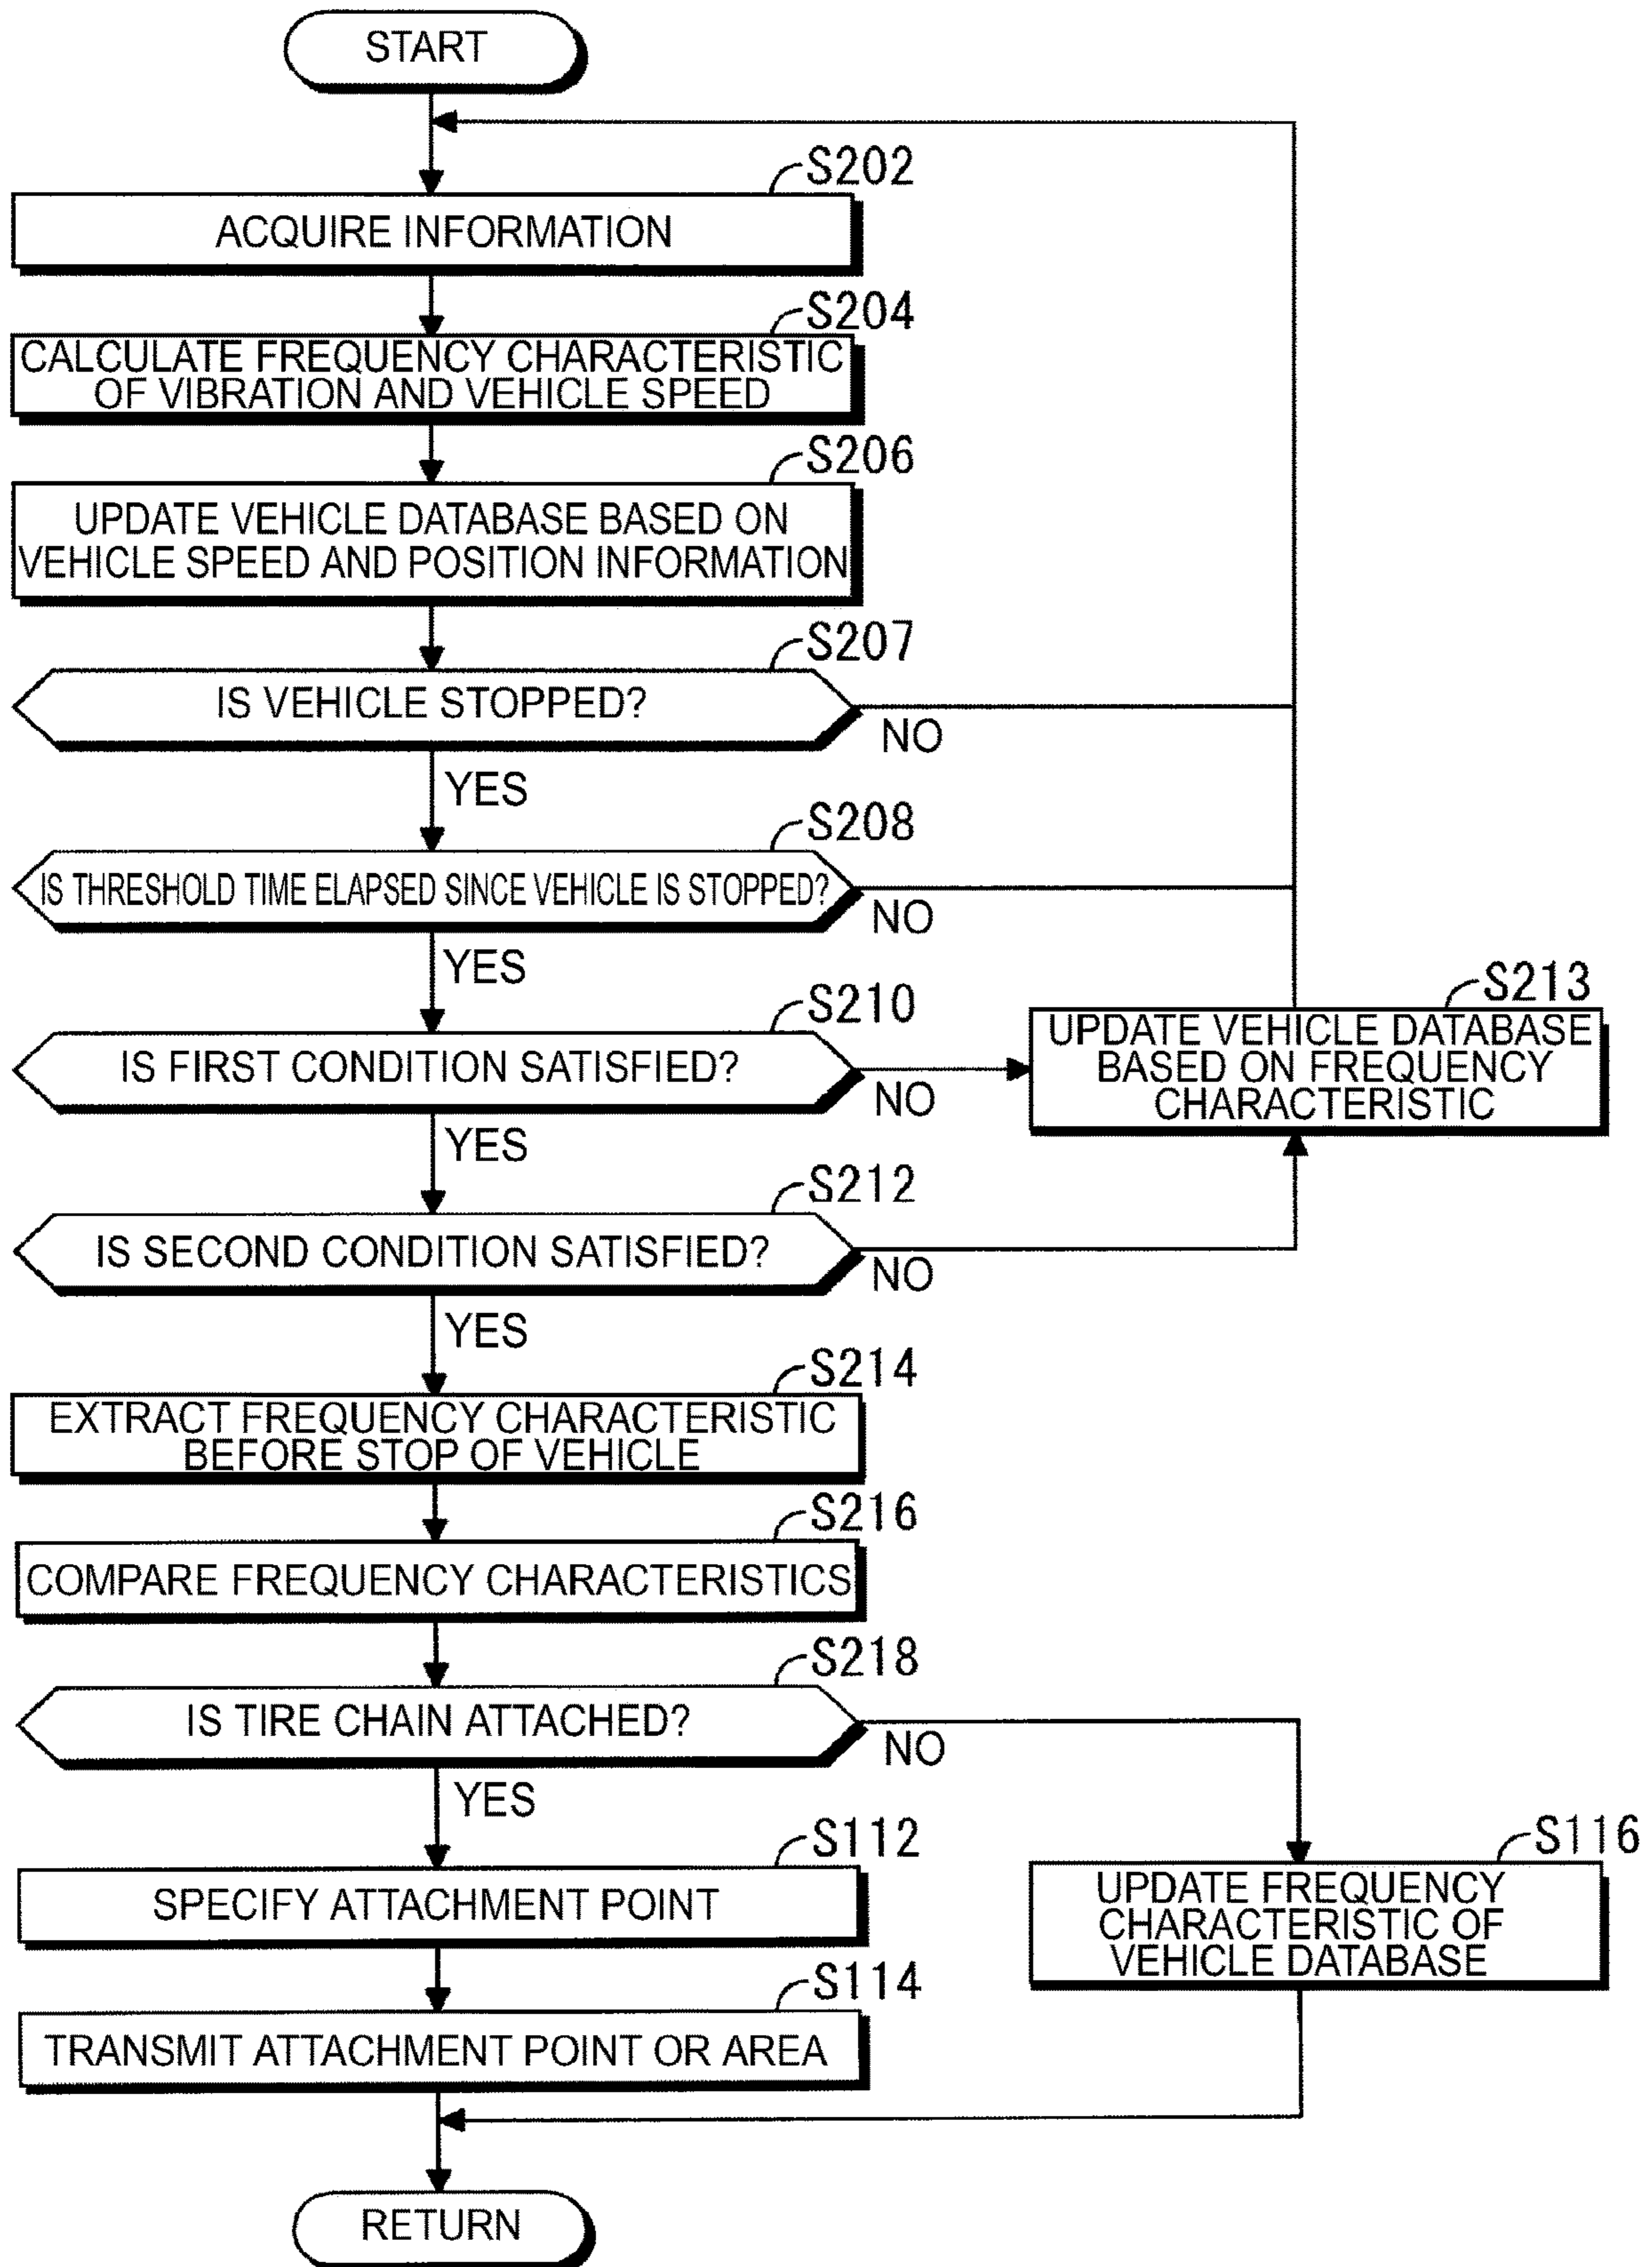 START
S202
ACQUIRE INFORMATION
S204
CALCULATE FREQUENCY CHARACTERISTIC
OF VIBRATION AND VEHICLE SPEED
S206
UPDATE VEHICLE DATABASE BASED ON
VEHICLE SPEED AND POSITION INFORMATION
S207
IS VEHICLE STOPPED?
NO
YES
S208
IS THRESHOLD TIME ELAPSED SINCE VEHICLE IS STOPPED?
NO
YES
S210
IS FIRST CONDITION SATISFIED?
NO
S213
UPDATE VEHICLE DATABASE
BASED ON FREQUENCY
CHARACTERISTIC
YES
S212
IS SECOND CONDITION SATISFIED?
NO
YES
S214
EXTRACT FREQUENCY CHARACTERISTIC
BEFORE STOP OF VEHICLE
S216
COMPARE FREQUENCY CHARACTERISTICS
S218
IS TIRE CHAIN ATTACHED?
NO
YES
S112
SPECIFY ATTACHMENT POINT
S116
UPDATE FREQUENCY
CHARACTERISTIC OF
VEHICLE DATABASE
S114
TRANSMIT ATTACHMENT POINT OR AREA
RETURN